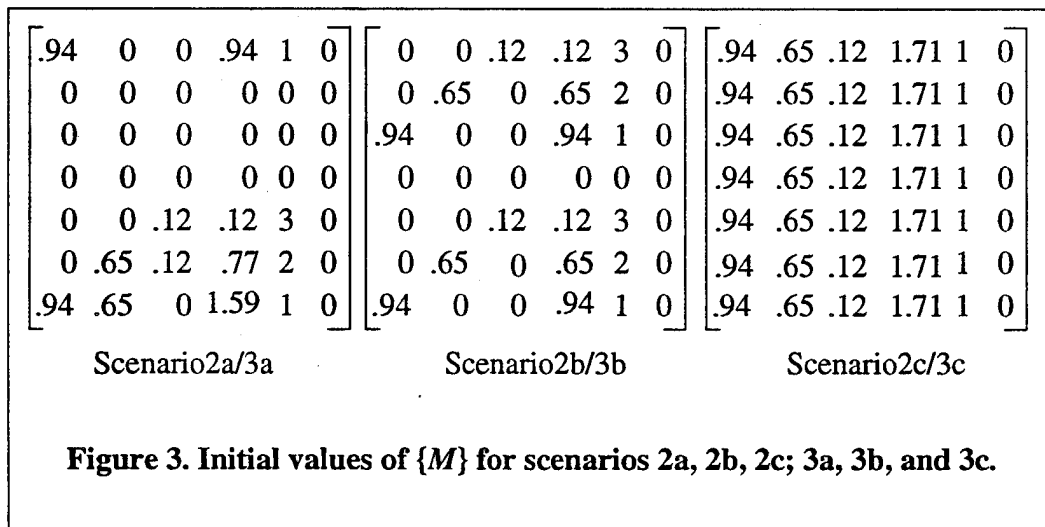 .94 0 0 .94 1 0 0 0 .12 .12 3 0 .94 .65 .12 1.71 1 0
0 0 0 0 0 0 0 .65 0 .65 2 0 .94 .65 .12 1.71 1 0
0 0 0 0 0 0 .94 0 0 .94 1 0 .94 .65 .12 1.71 1 0
0 0 0 0 0 0 0 0 0 0 0 0 .94 .65 .12 1.71 1 0
0 0 .12 .12 3 0 0 0 .12 .12 3 0 .94 .65 .12 1.71 1 0
0 .65 .12 .77 2 0 0 .65 0 .65 2 0 .94 .65 .12 1.71 1 0
.94 .65 0 1.59 1 0 .94 0 0 .94 1 0 .94 .65 .12 1.71 1 0
Scenario2a/3a Scenario2b/3b Scenario2c/3c
Figure 3. Initial values of {M} for scenarios 2a, 2b, 2c; 3a, 3b, and 3c.